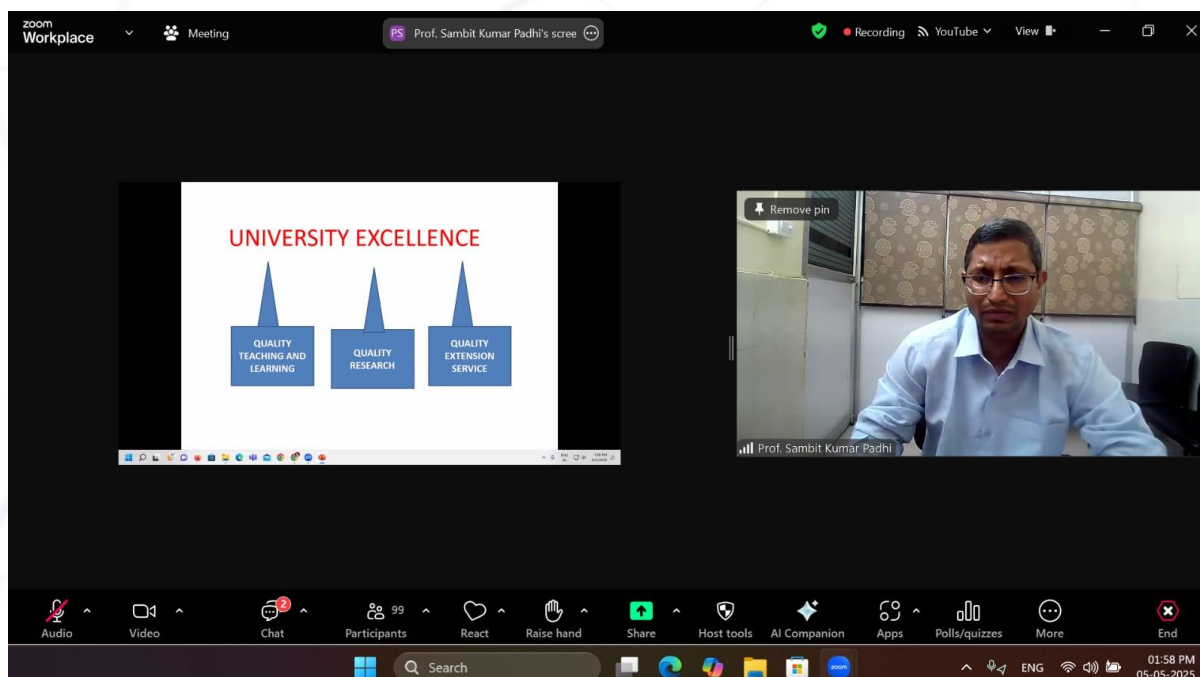 zoom
Workplace
Meeting
PS Prof. Sambit Kumar Padhi's scree
Recording
YouTube
View
UNIVERSITY EXCELLENCE
QUALITY
TEACHING AND
LEARNING
QUALITY
RESEARCH
QUALITY
EXTENSION
SERVICE
Remove pin
Prof. Sambit Kumar Padhi
Audio
Video
2
Chat
99
Participants
React
Raise hand
Share
Host tools
AI Companion
Apps
Polls/quizzes
More
End
Search
zoom
ENG
01:58 PM
05-05-2025